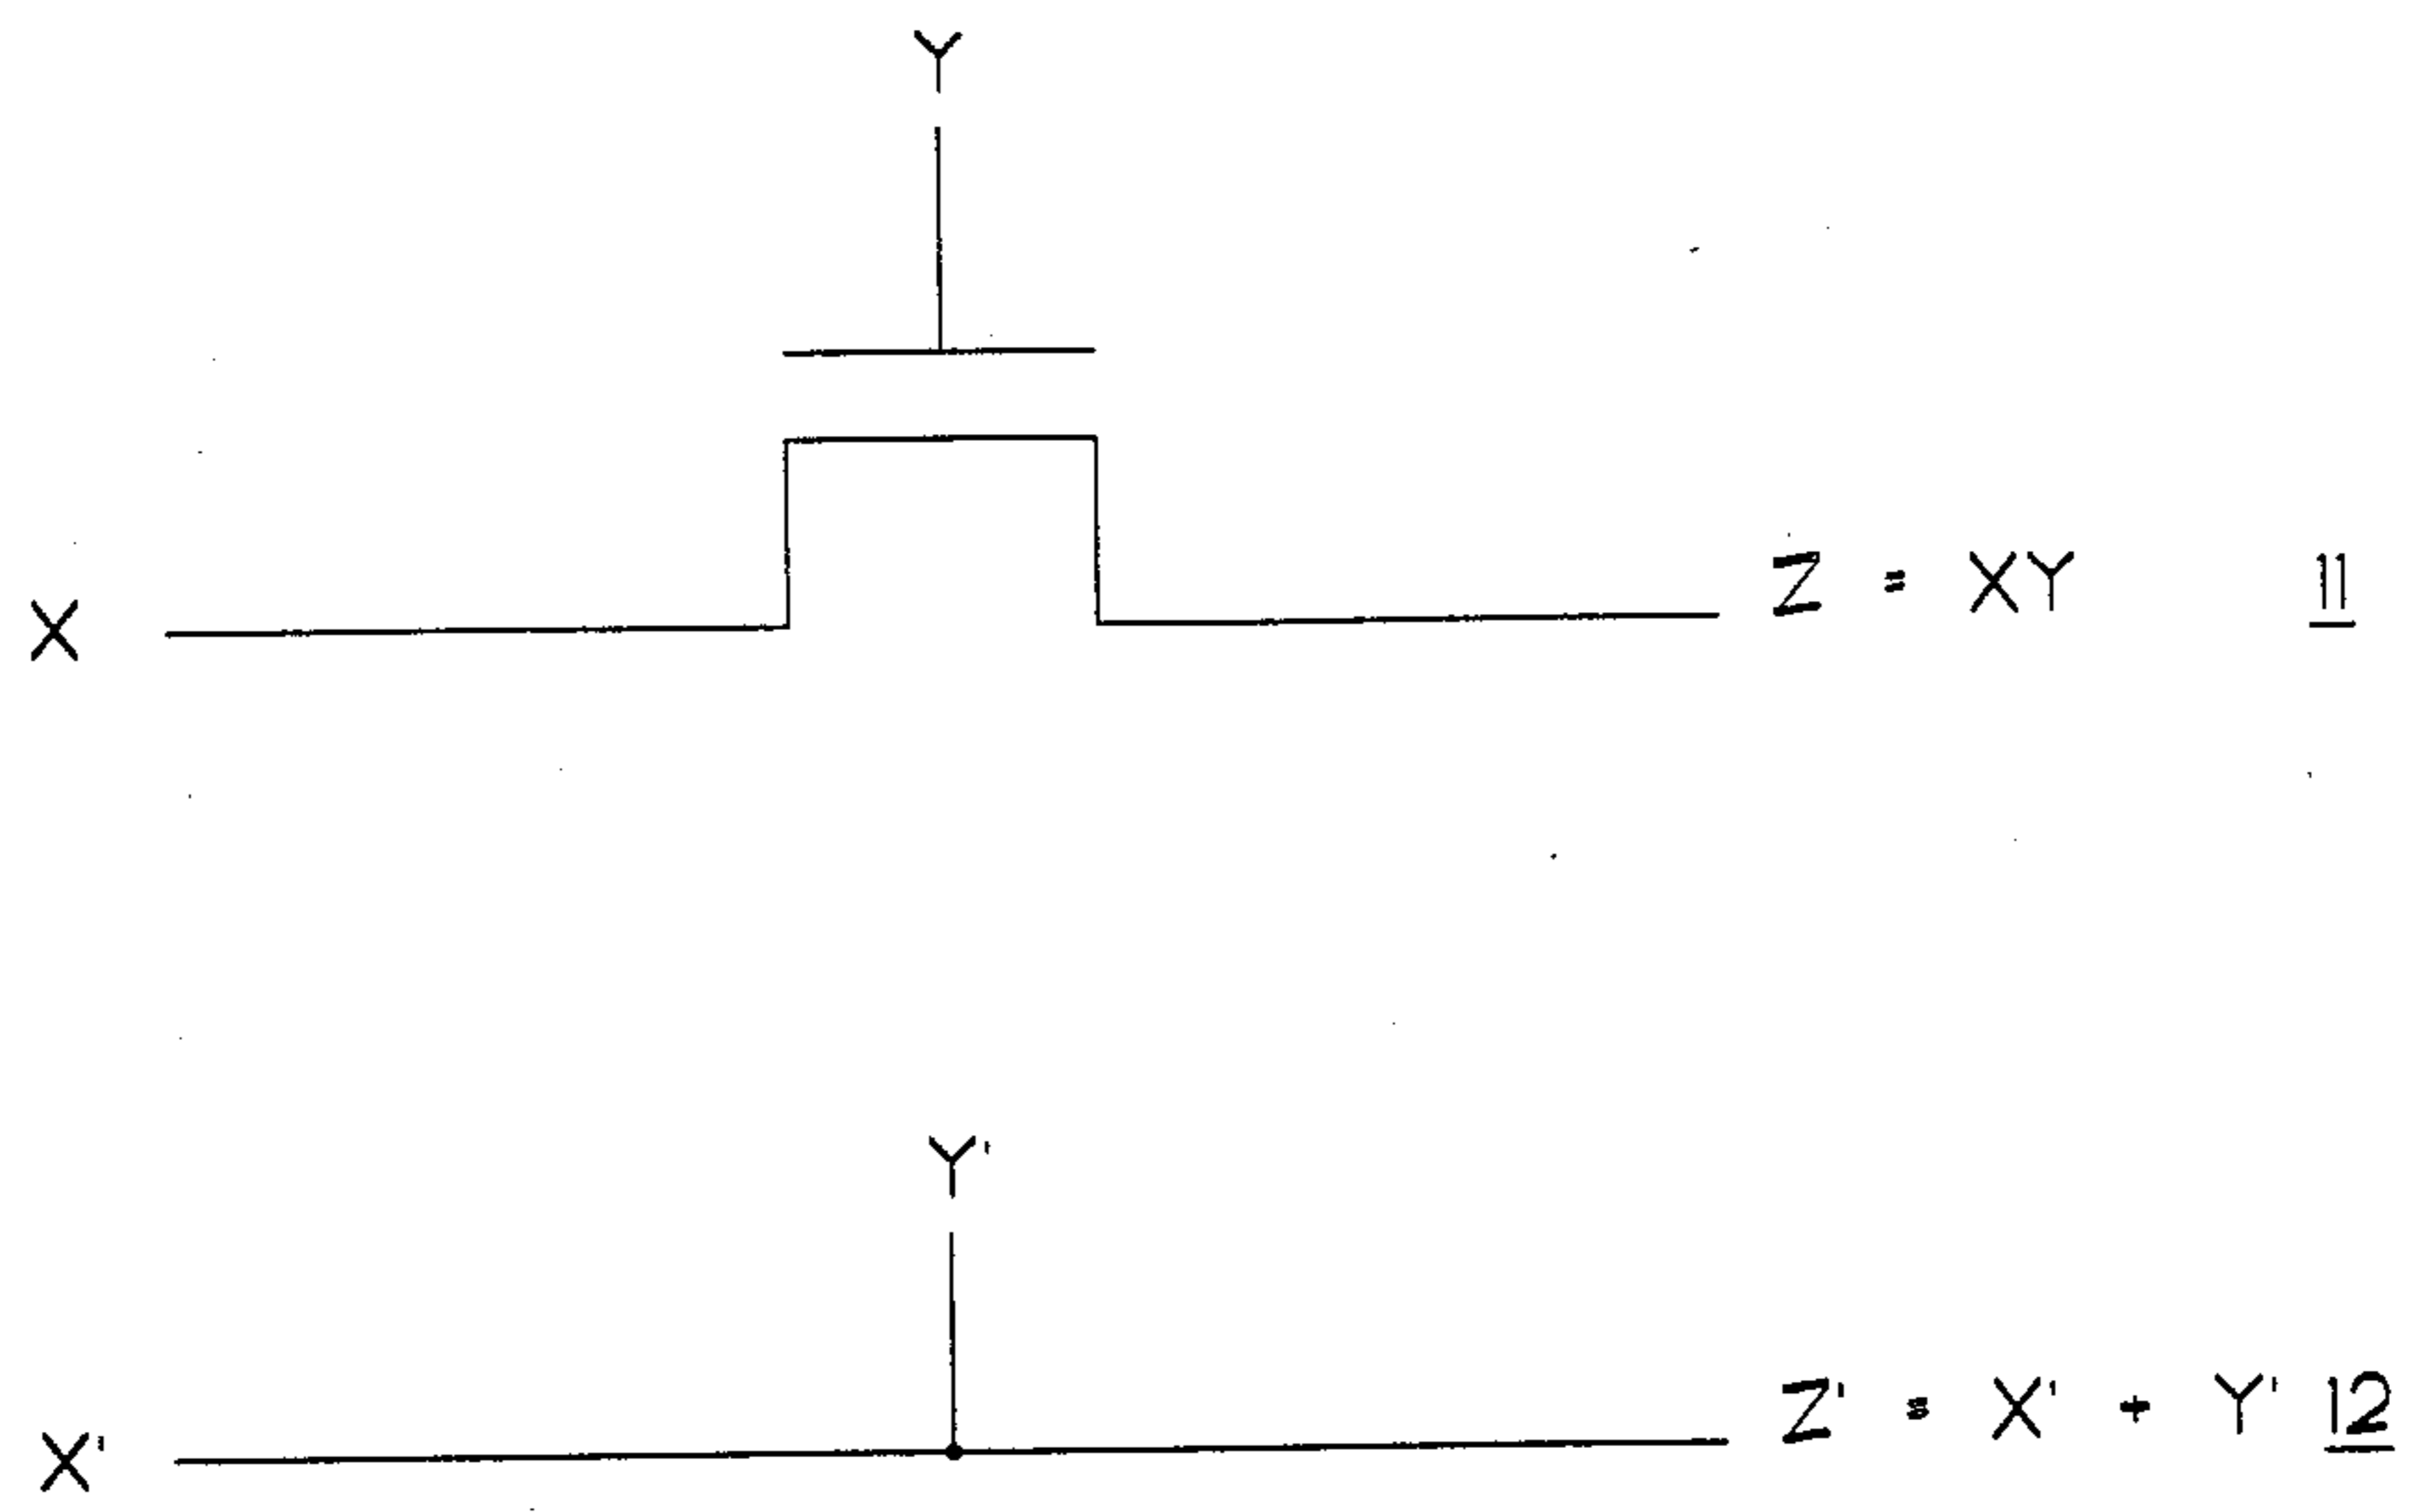 Y
X
Z = XY 11
Y'
X'
Z' = X' + Y' 12